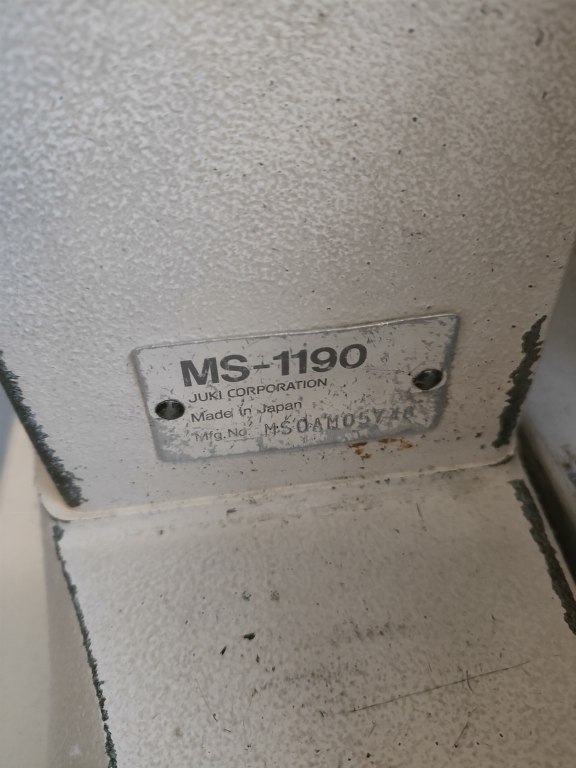 MS-1190
JUKI CORPORATION
Made in Japan
Mfg.No.